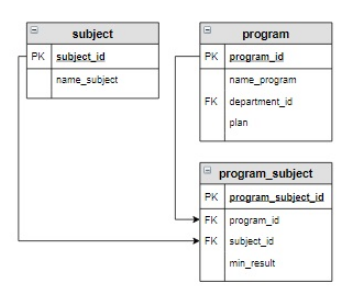 subject
PK subject_id
name_subject
program
PK program_id
name_program
FK department_id
plan
program_subject
PK program_subject_id
FK program_id
FK subject_id
min_result